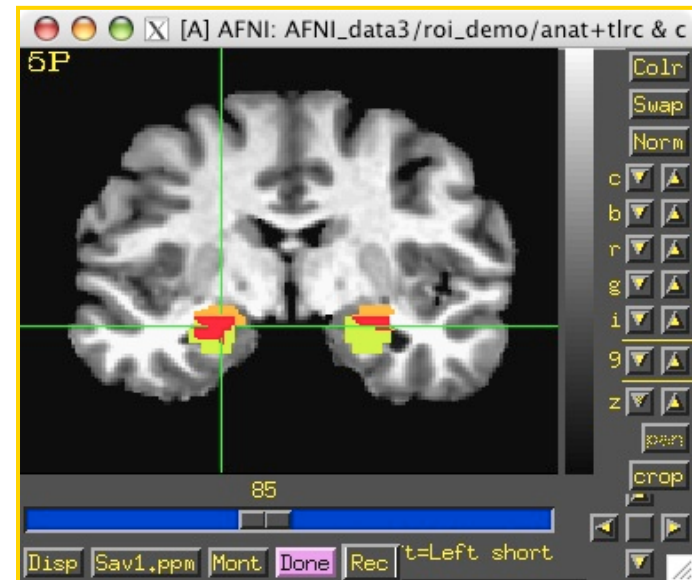 [A] AFNI: AFNI_data3/roi_demo/anat+tlrc & c
5P
Colr
Swap
Norm
c
b
r
g
i
9
z
pan
crop
85
Disp Sav1.ppm Mont Done Rec t=Left short